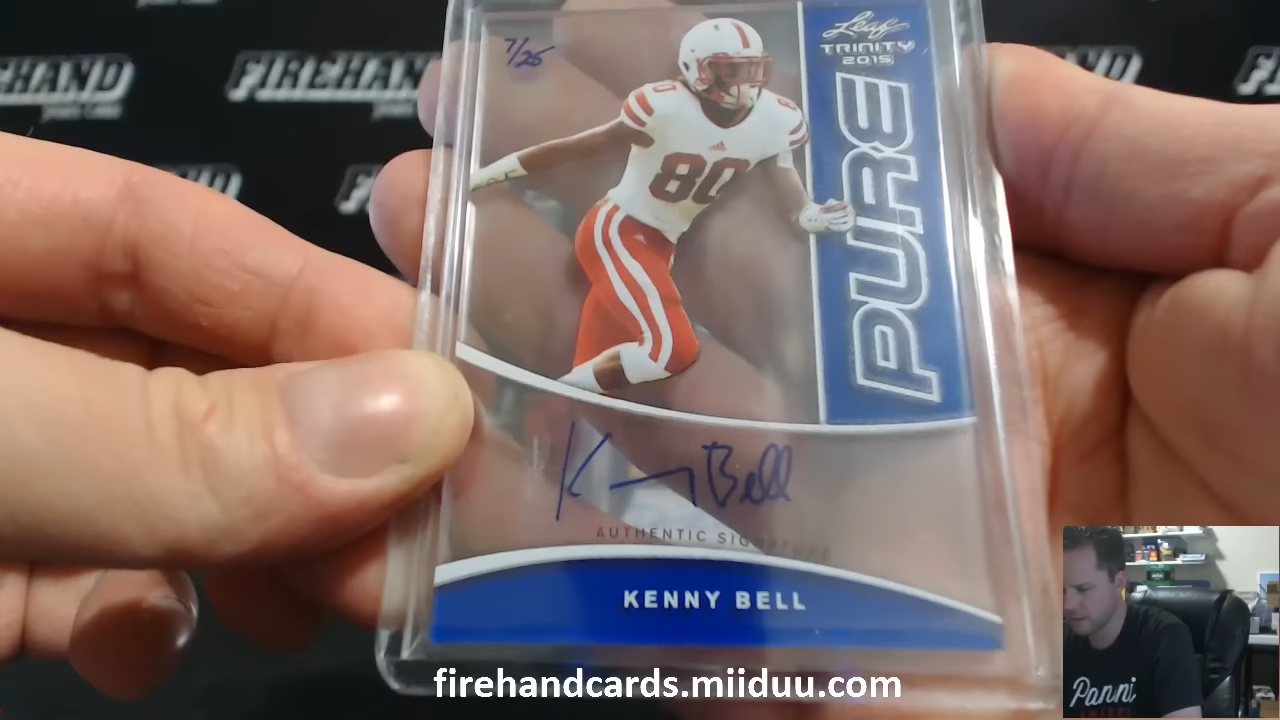 FIREHAND
FIREHAND
7/25
Leaf
TRINITY
2015
PURE
80
80
Kenny Bell
AUTHENTIC SIGNATURE
KENNY BELL
firehandcards.miiduu.com
Panni